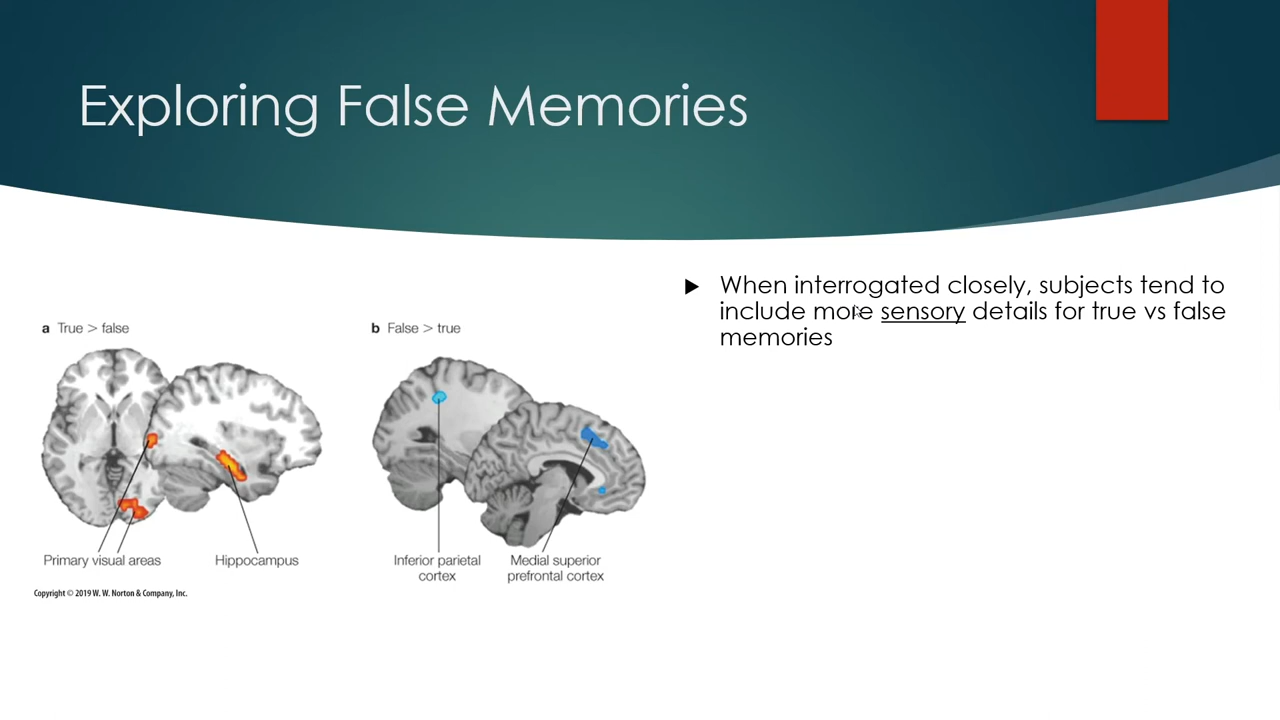 Exploring False Memories
When interrogated closely, subjects tend to
include more sensory details for true vs false
memories
a True > false
b False > true
Primary visual areas
Hippocampus
Inferior parietal
cortex
Medial superior
prefrontal cortex
Copyright © 2019 W. W. Norton & Company, Inc.